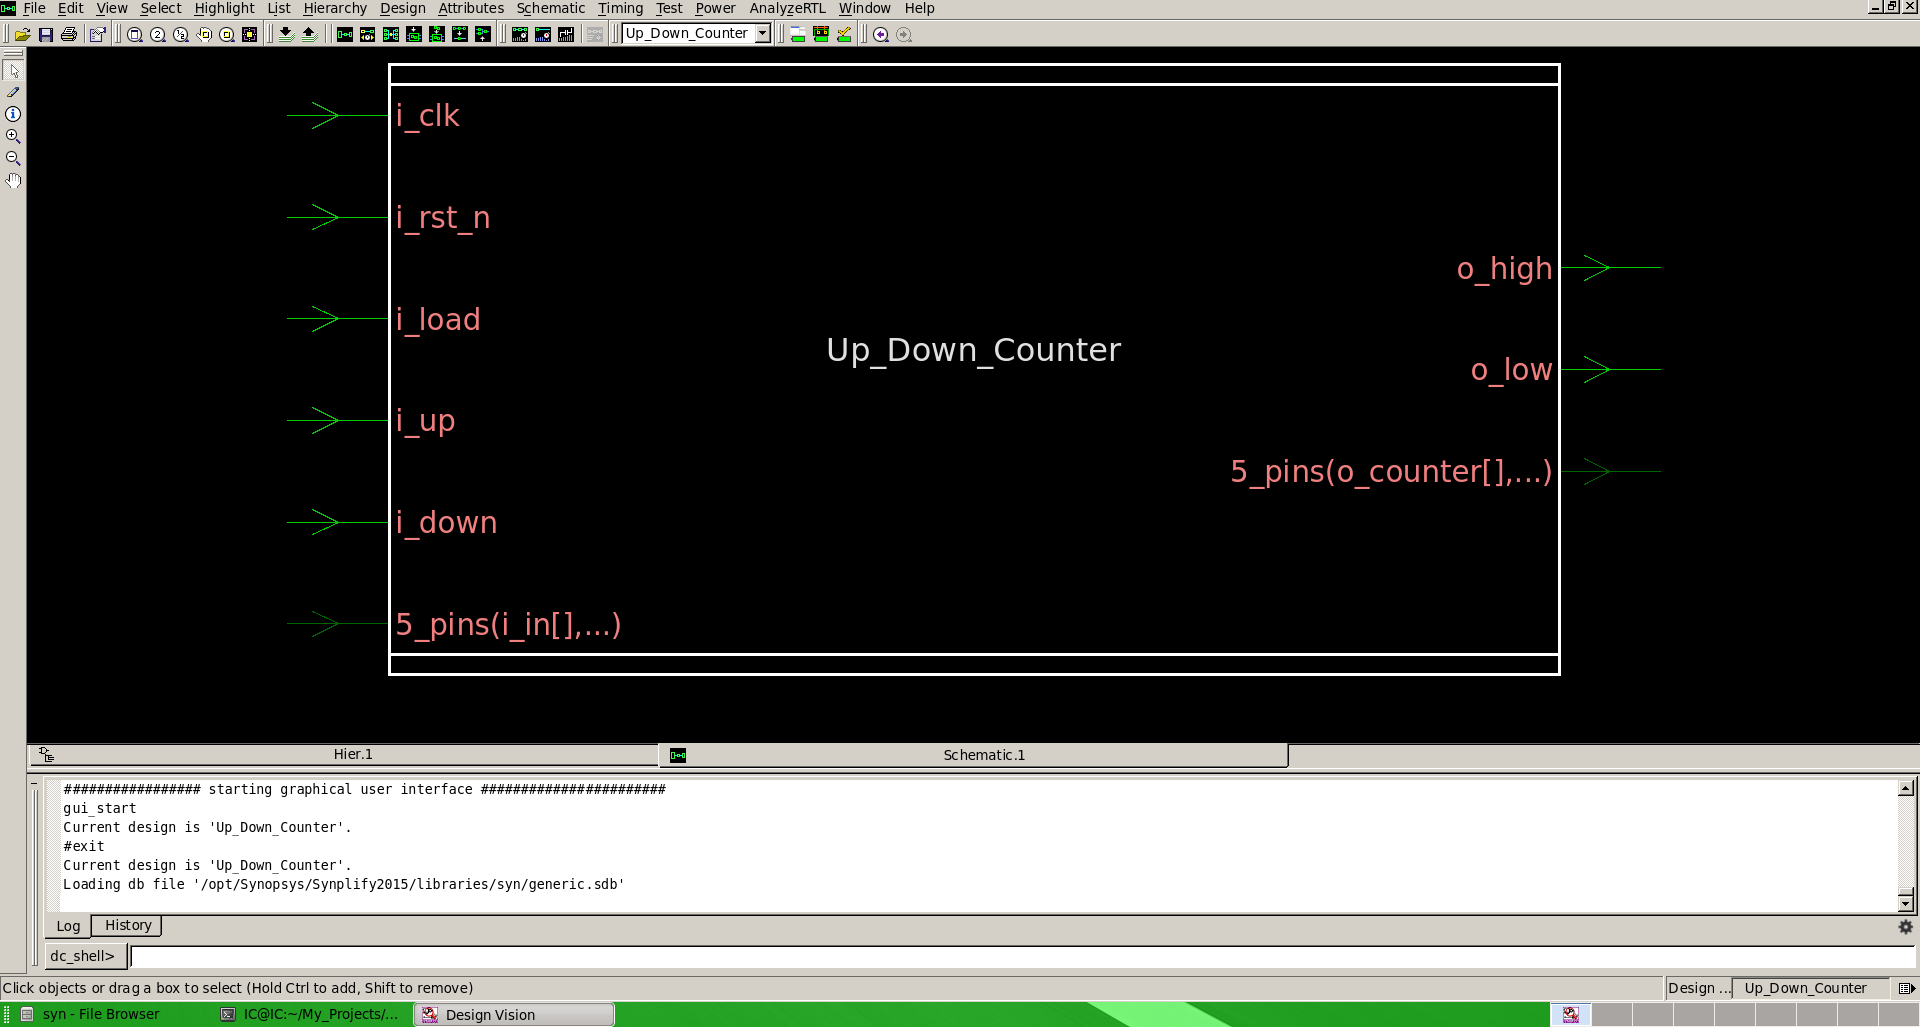 File Edit View Select Highlight List Hierarchy Design Attributes Schematic Timing Test Power AnalyzeRTL Window Help
Up_Down_Counter
i_clk
i_rst_n
o_high
i_load
Up_Down_Counter
o_low
i_up
5_pins(o_counter[],...)
i_down
5_pins(i_in[],...)
Hier.1 Schematic.1
################# starting graphical user interface #######################
gui_start
Current design is 'Up_Down_Counter'.
#exit
Current design is 'Up_Down_Counter'.
Loading db file '/opt/Synopsys/Synplify2015/libraries/syn/generic.sdb'
Log History
dc_shell>
Click objects or drag a box to select (Hold Ctrl to add, Shift to remove) Design ... Up_Down_Counter
syn - File Browser IC@IC:~/My_Projects/... Design Vision